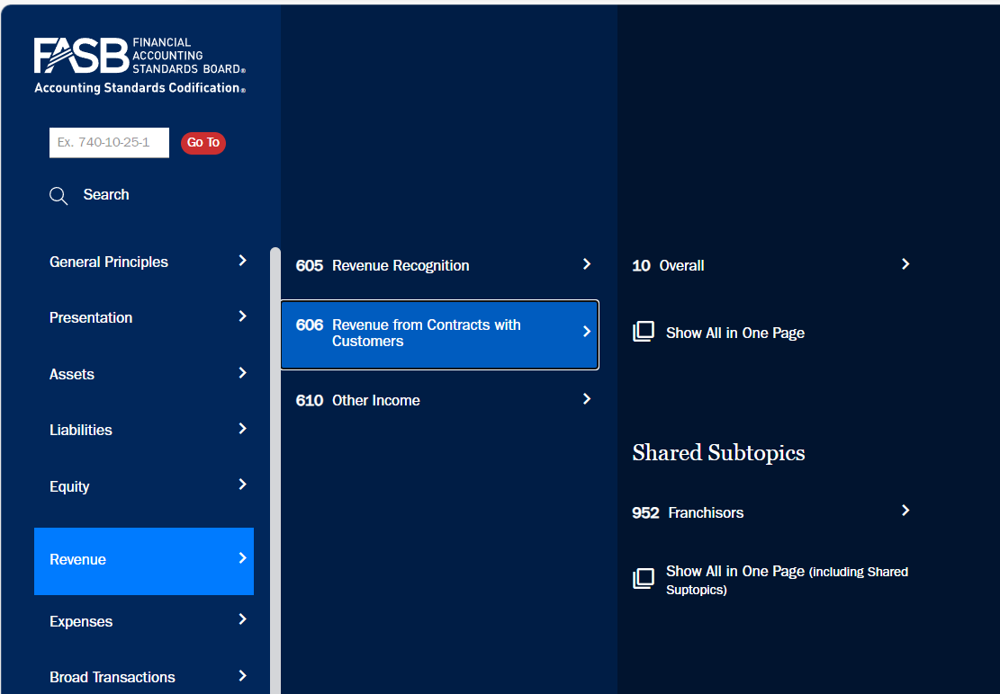 FASB FINANCIAL
ACCOUNTING
STANDARDS BOARD®
Accounting Standards Codification®
Ex. 740-10-25-1
Go To
Search
General Principles
Presentation
Assets
Liabilities
Equity
Revenue
Expenses
Broad Transactions
605 Revenue Recognition
606 Revenue from Contracts with
Customers
610 Other Income
10 Overall
Show All in One Page
Shared Subtopics
952 Franchisors
Show All in One Page (including Shared
Suptopics)